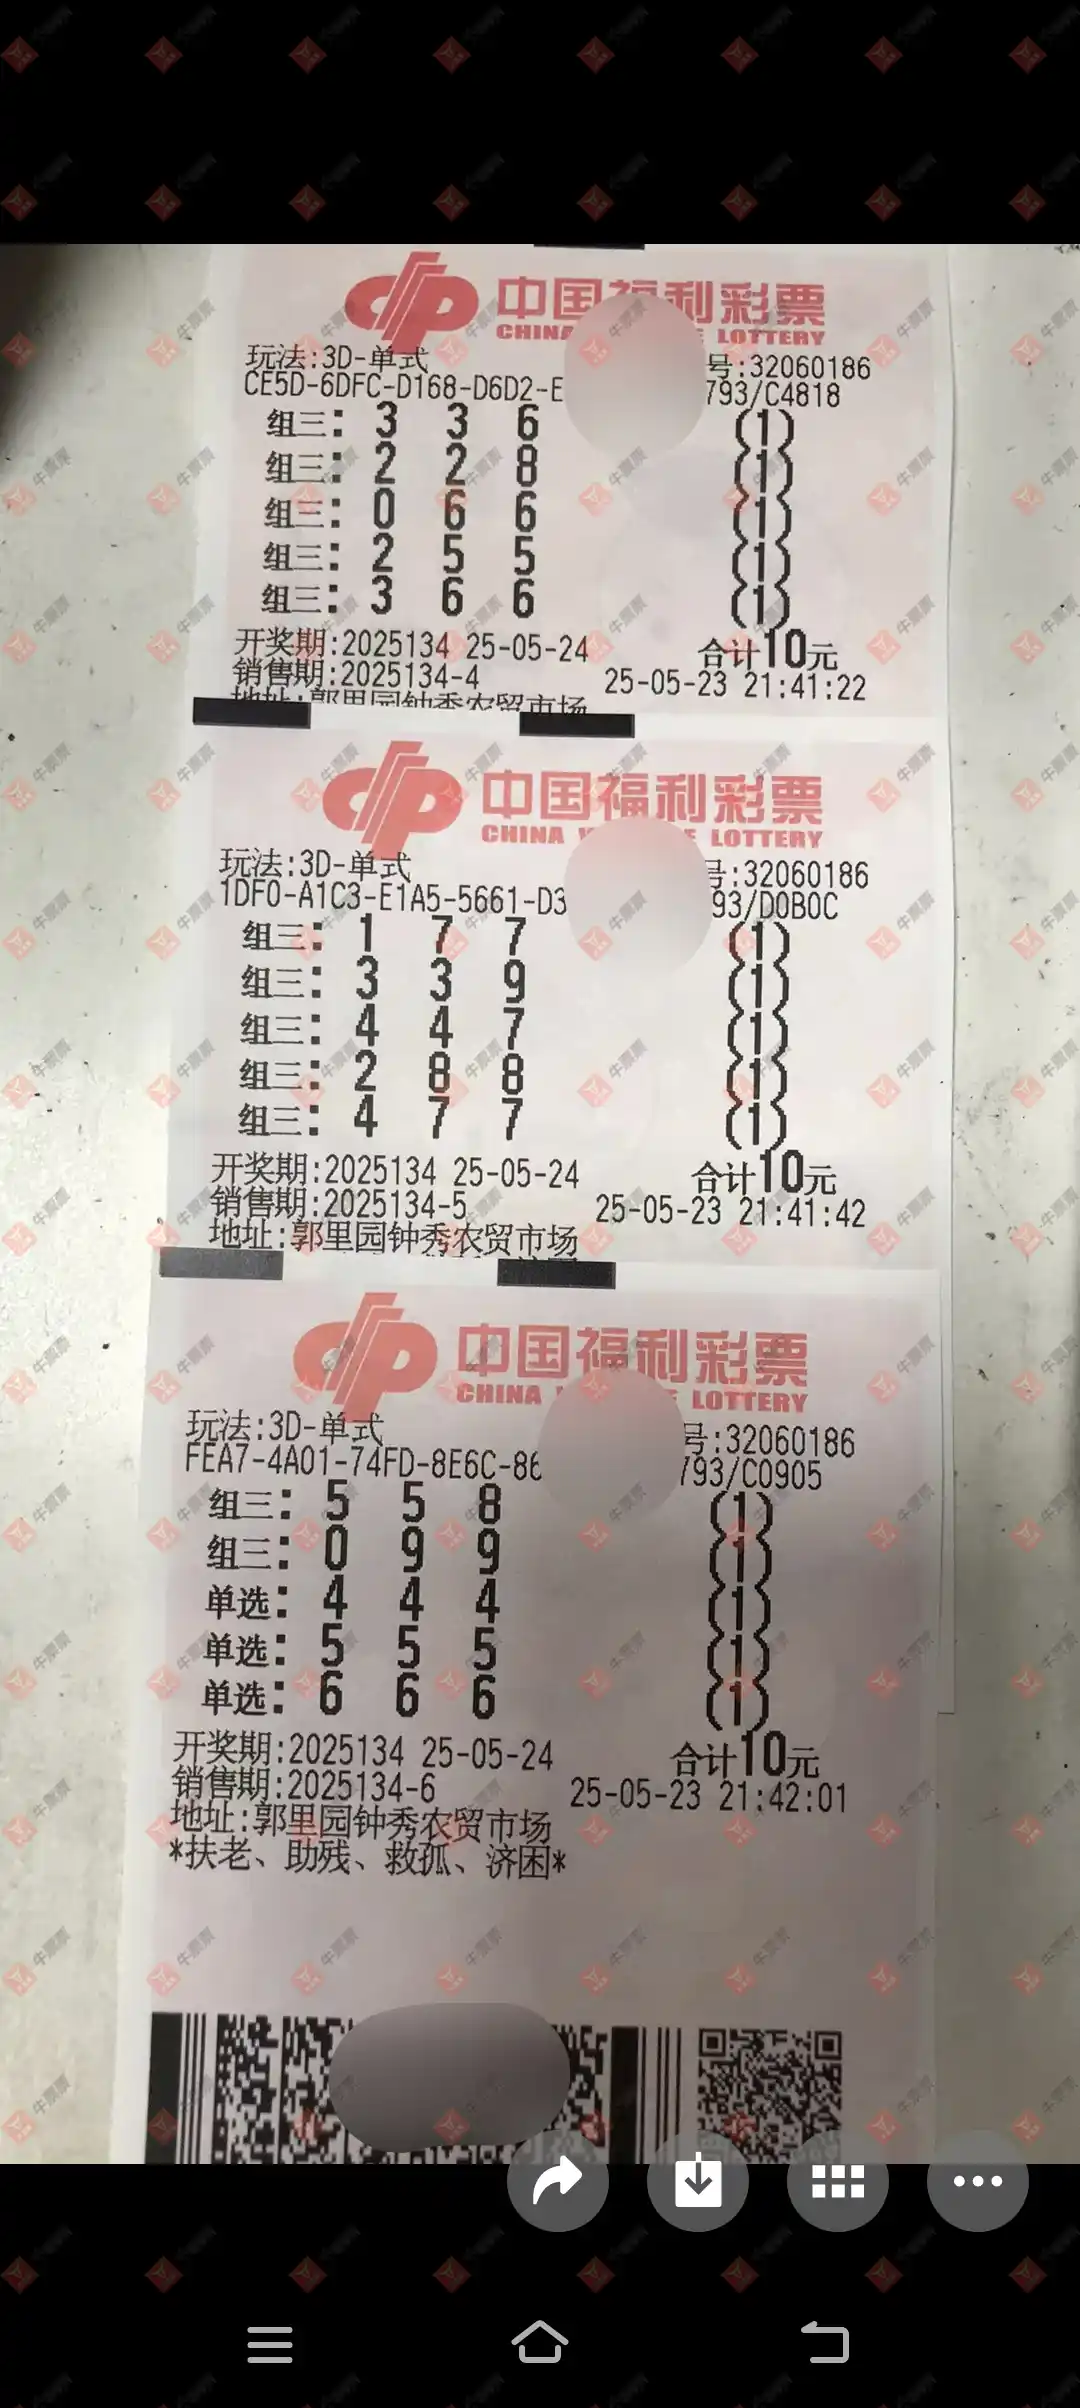 中国福利彩票
CHINA LOTTERY
玩法:3D-单式 号:32060186
CE5D-6DFC-D168-D6D2-E 793/C4818
组三: 3 3 6 (1)
组三: 2 2 8 (1)
组三: 0 6 6 (1)
组三: 2 5 5 (1)
组三: 3 6 6 (1)
开奖期:2025134 25-05-24 合计10元
销售期:2025134-4 25-05-23 21:41:22
地址:郭里园钟秀农贸市场
中国福利彩票
CHINA LOTTERY
玩法:3D-单式 号:32060186
1DF0-A1C3-E1A5-5661-D3 93/D0B0C
组三: 1 7 7 (1)
组三: 3 3 9 (1)
组三: 4 4 7 (1)
组三: 2 8 8 (1)
组三: 4 7 7 (1)
开奖期:2025134 25-05-24 合计10元
销售期:2025134-5 25-05-23 21:41:42
地址:郭里园钟秀农贸市场
中国福利彩票
CHINA LOTTERY
玩法:3D-单式 号:32060186
FEA7-4A01-74FD-8E6C-86 793/C0905
组三: 5 5 8 (1)
组三: 0 9 9 (1)
单选: 4 4 4 (1)
单选: 5 5 5 (1)
单选: 6 6 6 (1)
开奖期:2025134 25-05-24 合计10元
销售期:2025134-6 25-05-23 21:42:01
地址:郭里园钟秀农贸市场
*扶老、助残、救孤、济困*